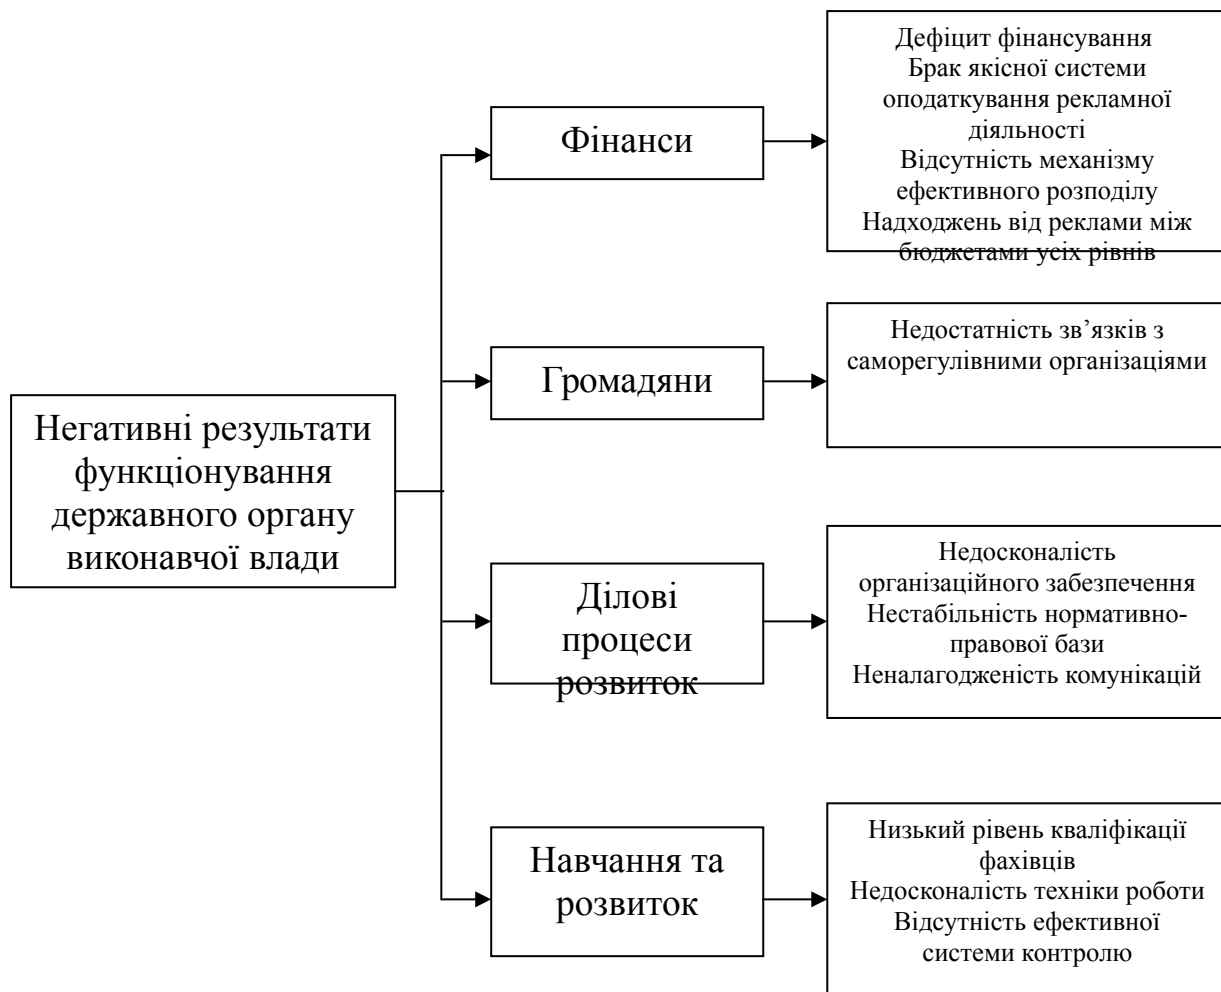 Негативні результати
функціонування
державного органу
виконавчої влади
Фінанси
Дефіцит фінансування
Брак якісної системи
оподаткування рекламної
діяльності
Відсутність механізму
ефективного розподілу
Надходжень від реклами між
бюджетами усіх рівнів
Громадяни
Недостатність зв’язків з
саморегулівними організаціями
Ділові
процеси
розвиток
Недосконалість
організаційного забезпечення
Нестабільність нормативно-
правової бази
Неналагодженість комунікацій
Навчання та
розвиток
Низький рівень кваліфікації
фахівців
Недосконалість техніки роботи
Відсутність ефективної
системи контролю